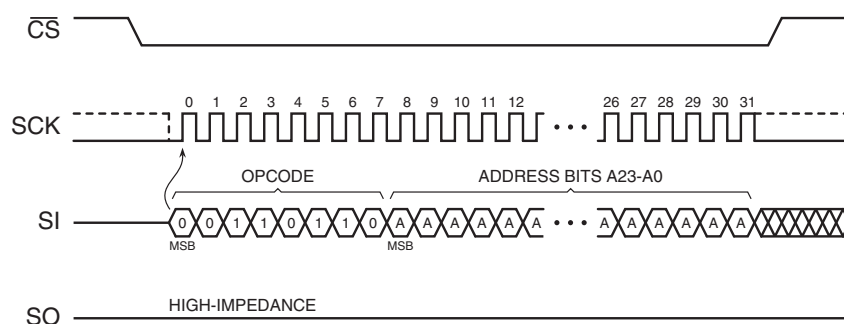 CS
0 1 2 3 4 5 6 7 8 9 10 11 12 26 27 28 29 30 31
SCK
OPCODE ADDRESS BITS A23-A0
SI 0 0 1 1 0 1 1 0 A A A A A A A A A A A A
MSB MSB
HIGH-IMPEDANCE
SO